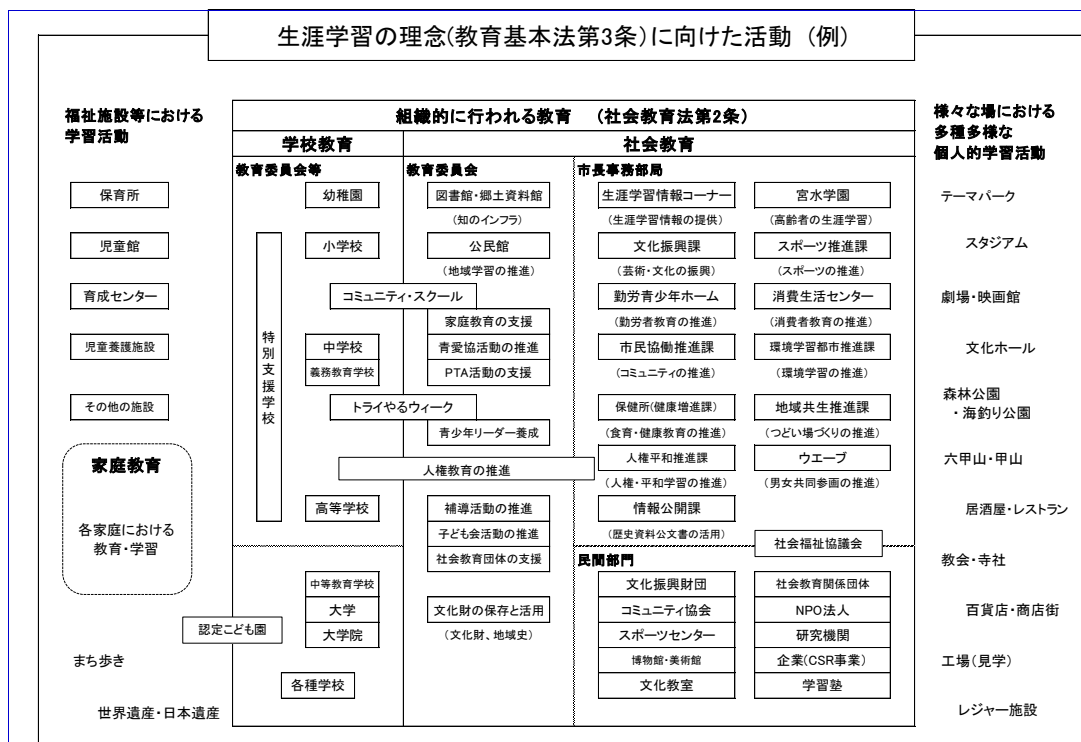 生涯学習の理念(教育基本法第3条)に向けた活動 (例)
福祉施設等における
学習活動
保育所
児童館
育成センター
児童養護施設
その他の施設
家庭教育
各家庭における
教育・学習
認定こども園
まち歩き
世界遺産・日本遺産
組織的に行われる教育 (社会教育法第2条)
学校教育
社会教育
教育委員会等
幼稚園
小学校
特別支援学校
中学校
義務教育学校
高等学校
中等教育学校
大学
大学院
各種学校
コミュニティ・スクール
トライやるウィーク
人権教育の推進
教育委員会
図書館・郷土資料館
(知のインフラ)
公民館
(地域学習の推進)
家庭教育の支援
青愛協活動の推進
PTA活動の支援
青少年リーダー養成
補導活動の推進
子ども会活動の推進
社会教育団体の支援
文化財の保存と活用
(文化財、地域史)
市長事務部局
生涯学習情報コーナー
(生涯学習情報の提供)
宮水学園
(高齢者の生涯学習)
文化振興課
(芸術・文化の振興)
スポーツ推進課
(スポーツの推進)
勤労青少年ホーム
(勤労者教育の推進)
消費生活センター
(消費者教育の推進)
市民協働推進課
(コミュニティの推進)
環境学習都市推進課
(環境学習の推進)
保健所(健康増進課)
(食育・健康教育の推進)
地域共生推進課
(つどい場づくりの推進)
人権平和推進課
(人権・平和学習の推進)
ウエーブ
(男女共同参画の推進)
情報公開課
(歴史資料公文書の活用)
社会福祉協議会
民間部門
文化振興財団
社会教育関係団体
コミュニティ協会
NPO法人
スポーツセンター
研究機関
博物館・美術館
企業(CSR事業)
文化教室
学習塾
様々な場における
多種多様な
個人的学習活動
テーマパーク
スタジアム
劇場・映画館
文化ホール
森林公園
・海釣り公園
六甲山・甲山
居酒屋・レストラン
教会・寺社
百貨店・商店街
工場(見学)
レジャー施設